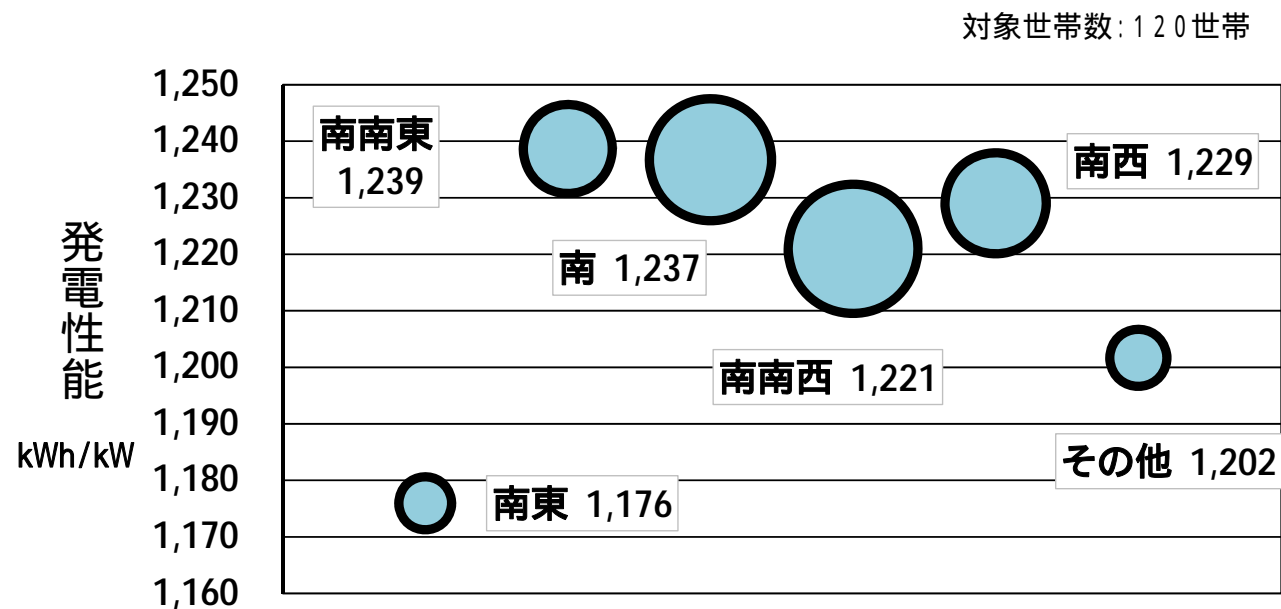 対象世帯数:120世帯
1,250
1,240
1,230
1,220
1,210
1,200
1,190
1,180
1,170
1,160
発電性能
kWh/kW
南南東
1,239
南 1,237
南南西 1,221
南西 1,229
その他 1,202
南東 1,176